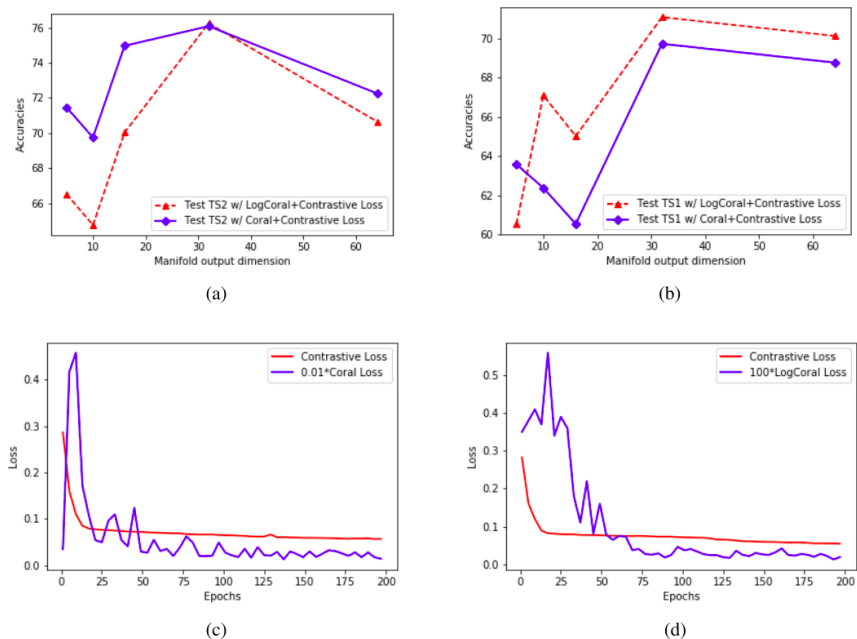 76
74
72
70
68
66
Accuracies
Test TS2 w/ LogCoral+Contrastive Loss
Test TS2 w/ Coral+Contrastive Loss
10 20 30 40 50 60
Manifold output dimension
(a)
70
68
66
64
62
60
Accuracies
Test TS1 w/ LogCoral+Contrastive Loss
Test TS1 w/ Coral+Contrastive Loss
10 20 30 40 50 60
Manifold output dimension
(b)
Contrastive Loss
0.01*Coral Loss
0.4
0.3
0.2
0.1
0.0
Loss
0 25 50 75 100 125 150 175 200
Epochs
(c)
Contrastive Loss
100*LogCoral Loss
0.5
0.4
0.3
0.2
0.1
0.0
Loss
0 25 50 75 100 125 150 175 200
Epochs
(d)